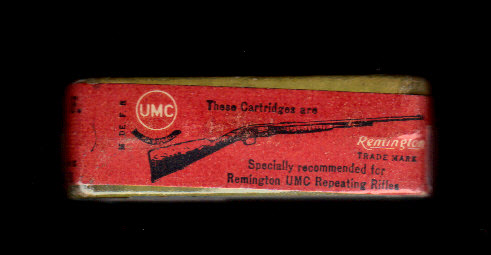 UMC
These Cartridges are
Remington
TRADE MARK
Specially recommended for
Remington UMC Repeating Rifles